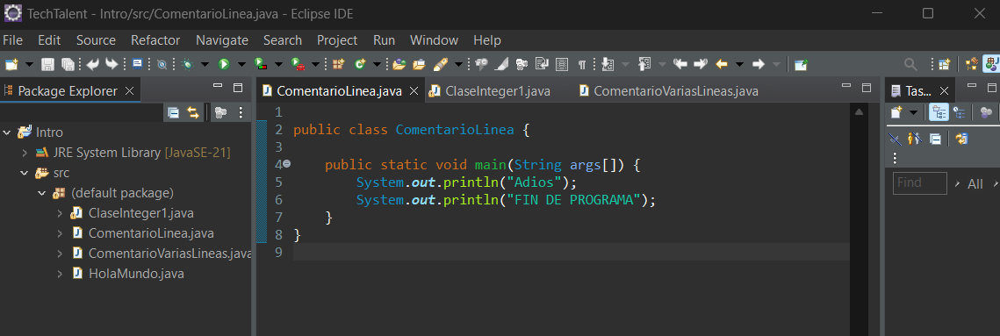 TechTalent - Intro/src/ComentarioLinea.java - Eclipse IDE
File Edit Source Refactor Navigate Search Project Run Window Help
Package Explorer
ComentarioLinea.java ClaseInteger1.java ComentarioVariasLineas.java
Tas...
Intro
JRE System Library [JavaSE-21]
src
(default package)
ClaseInteger1.java
ComentarioLinea.java
ComentarioVariasLineas.java
HolaMundo.java
1
2 public class ComentarioLinea {
3
4 public static void main(String args[]) {
5 System.out.println("Adios");
6 System.out.println("FIN DE PROGRAMA");
7 }
8 }
9
Find All